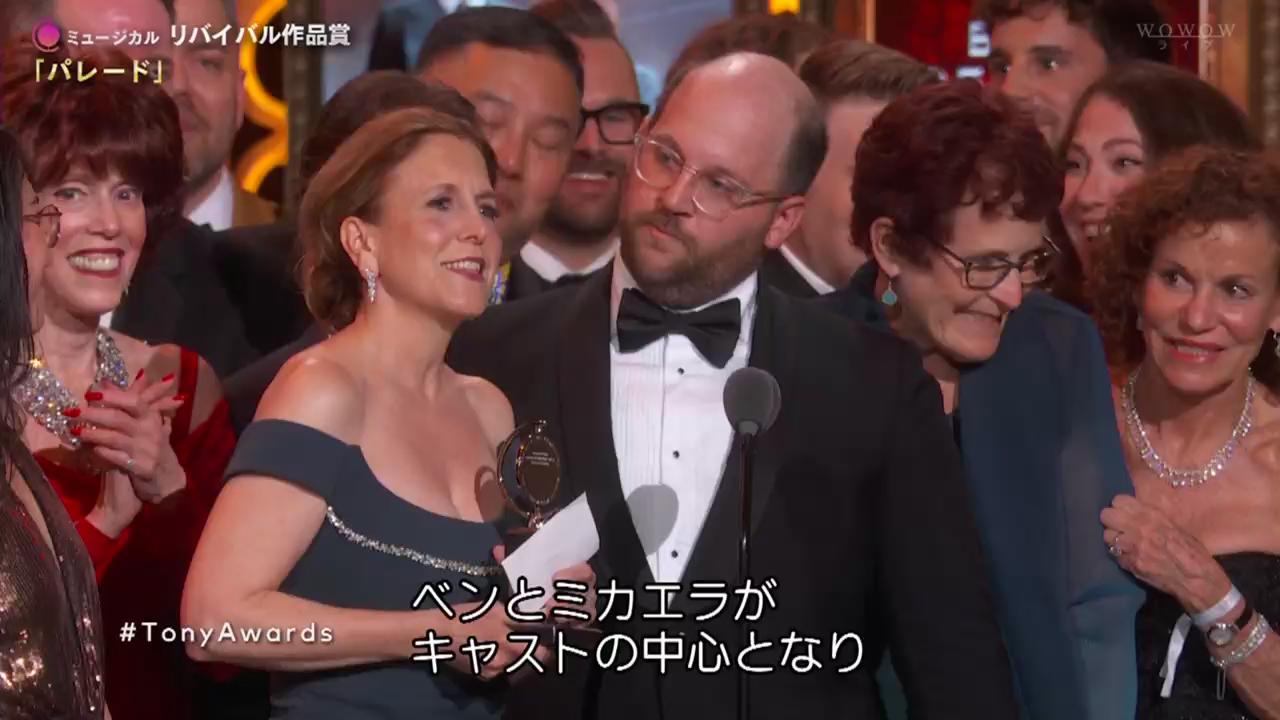 ミュージカル リバイバル作品賞
「パレード」
WOWOW
ライブ
#TonyAwards
ベンとミカエラが
キャストの中心となり